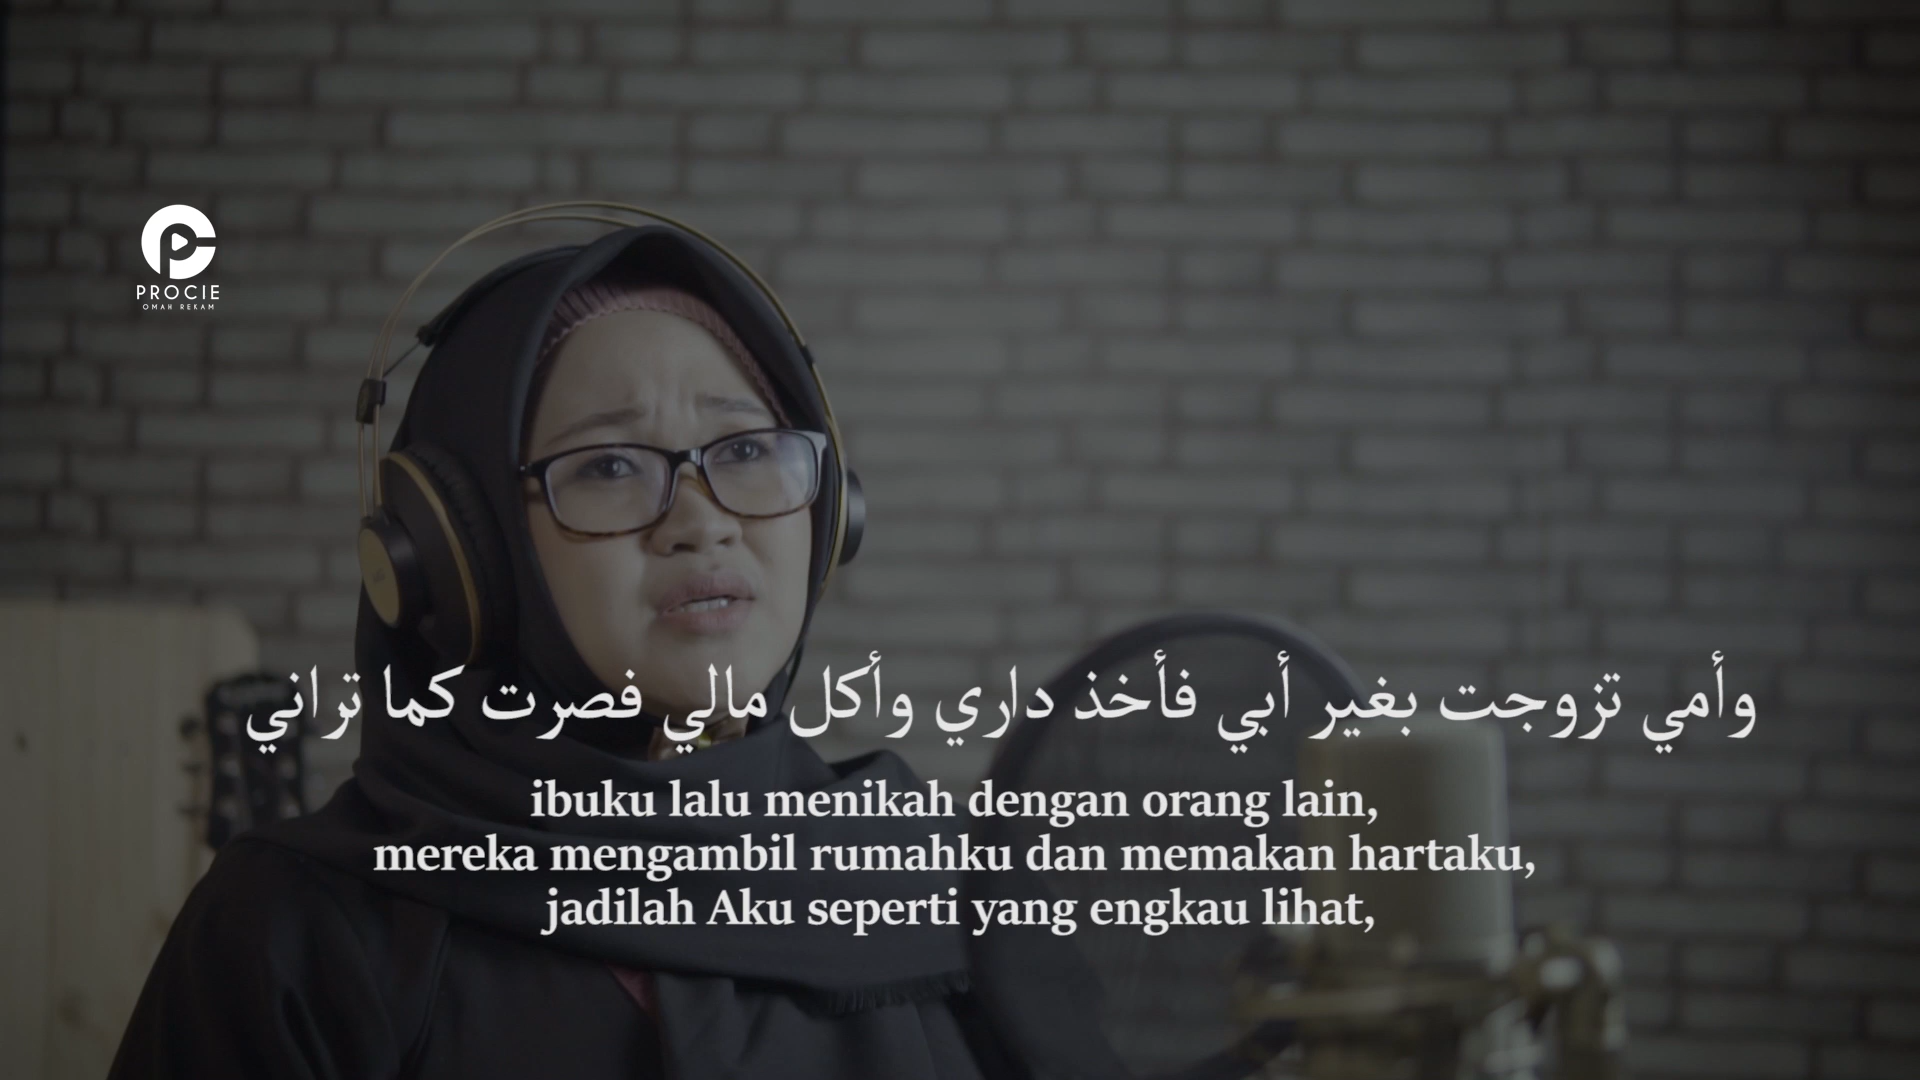 PROCIE
OMAH REKAM
وأمي تزوجت بغير أبي فأخذ داري وأكل مالي فصرت كما تراني
ibuku lalu menikah dengan orang lain,
mereka mengambil rumahku dan memakan hartaku,
jadilah Aku seperti yang engkau lihat,